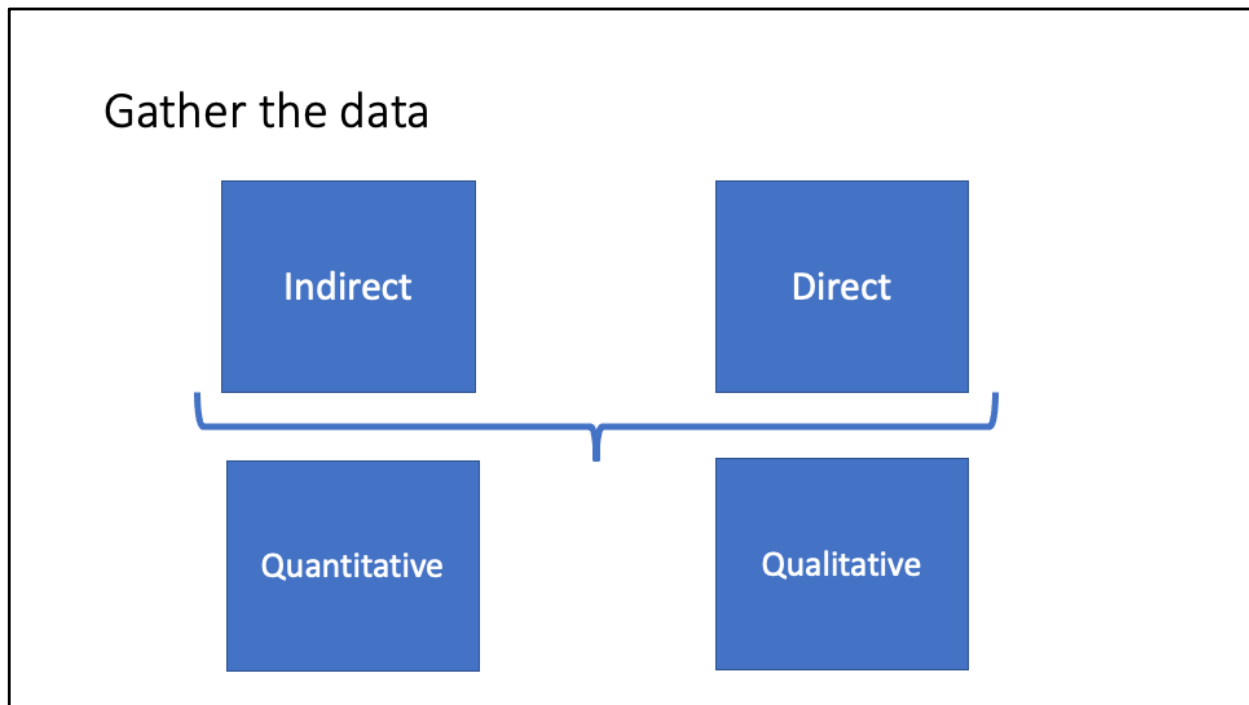 Gather the data
Indirect
Direct
Quantitative
Qualitative